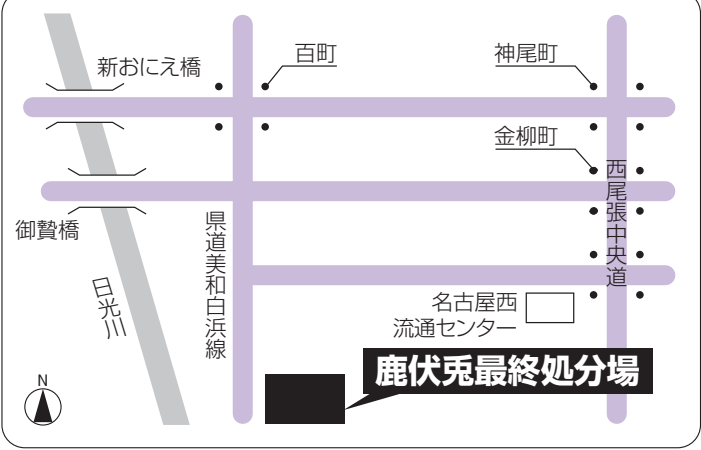 新おにえ橋
百町
神尾町
金柳町
御贄橋
県道美和白浜線
西尾張中央道
日光川
名古屋西
流通センター
鹿伏兎最終処分場
N